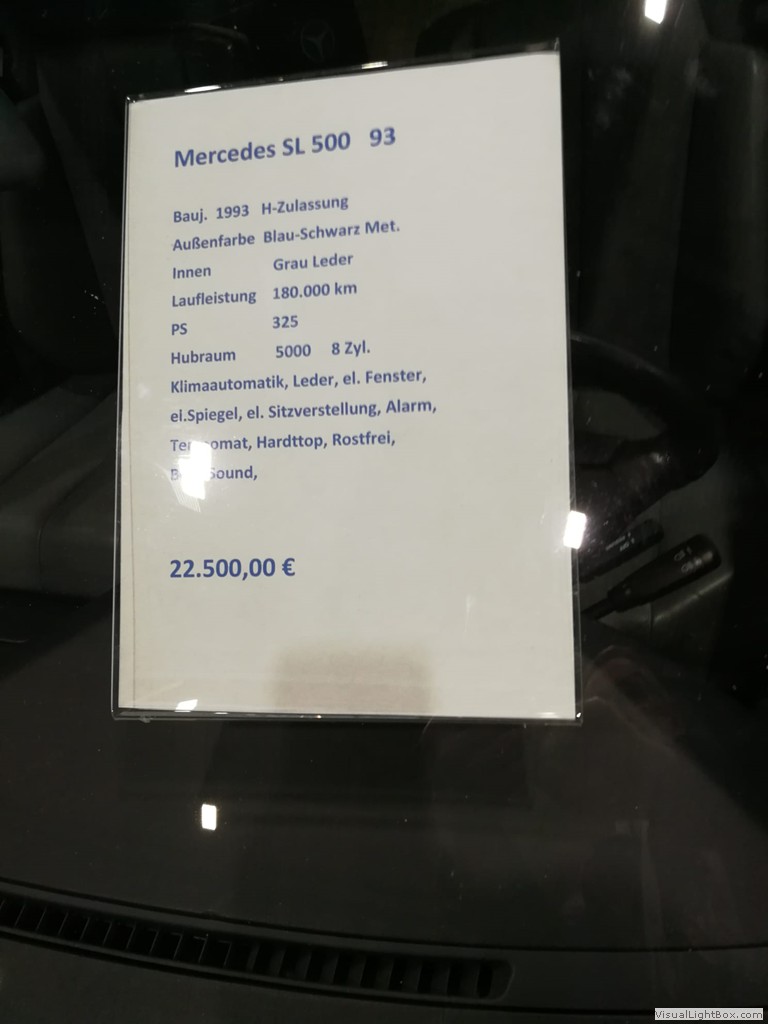 Mercedes SL 500 93
Bauj. 1993 H-Zulassung
Außenfarbe Blau-Schwarz Met.
Innen Grau Leder
Laufleistung 180.000 km
PS 325
Hubraum 5000 8 Zyl.
Klimaautomatik, Leder, el. Fenster,
el.Spiegel, el. Sitzverstellung, Alarm,
Hardttop, Rostfrei,
Sound,
22.500,00 €
VisualLightBox.com